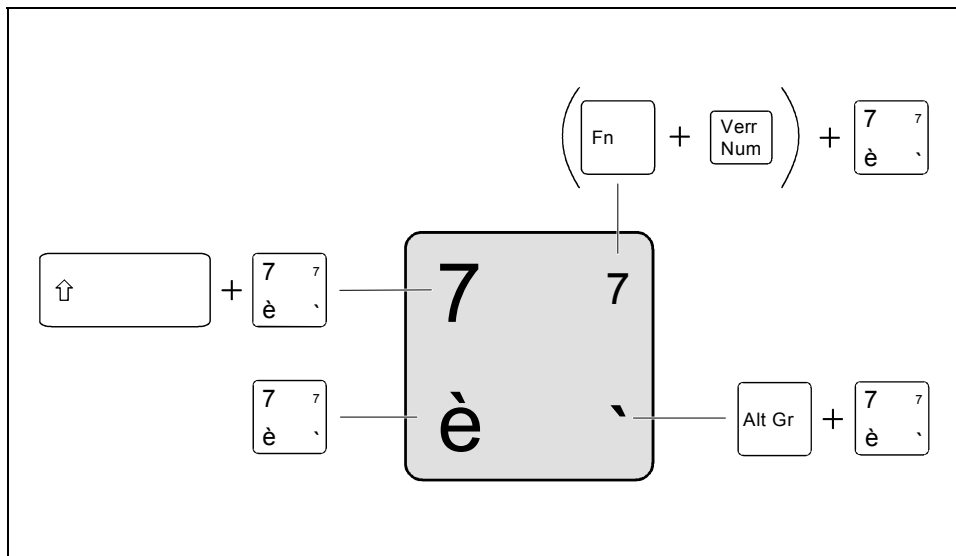 Fn + Verr Num + 7 7 è `
⇧ + 7 7 è `
7 7
è `
7 7 è `
Alt Gr + 7 7 è `